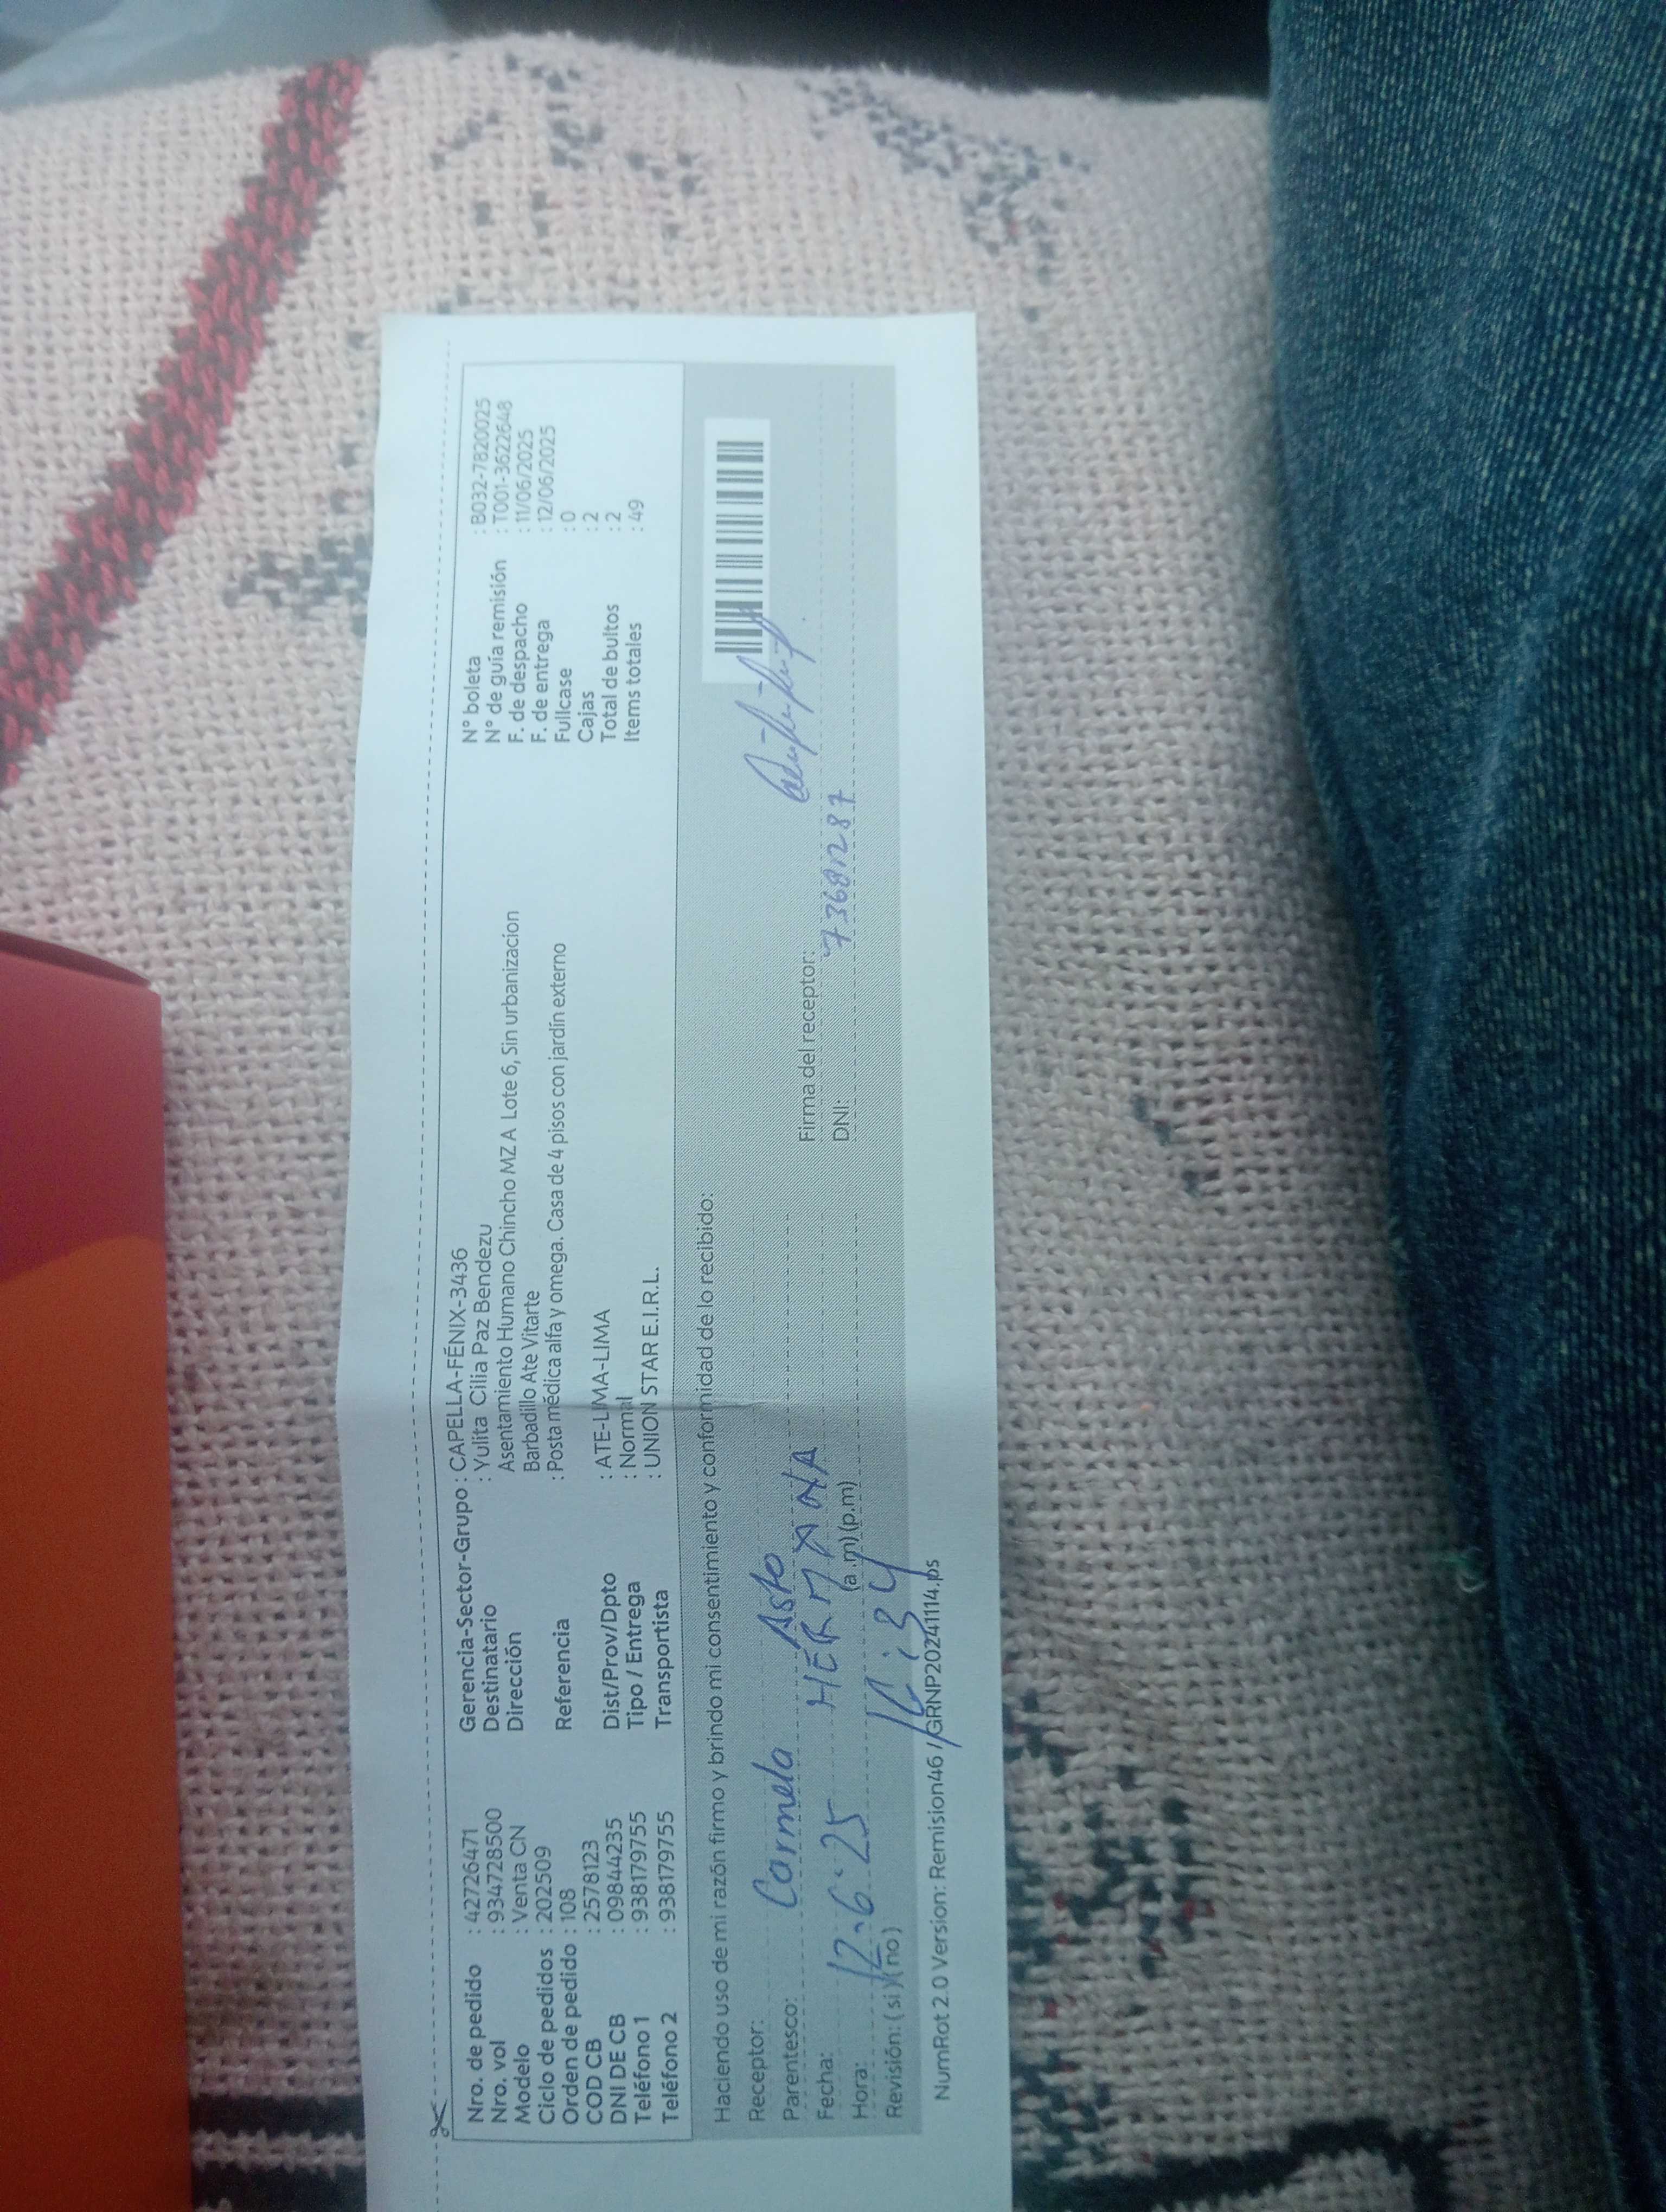 Nro. de pedido : 42726471
Nro. vol : 934728500
Modelo : Venta CN
Ciclo de pedidos : 202509
Orden de pedido : 108
COD CB : 2578123
DNI DE CB : 09844235
Teléfono 1 : 938179755
Teléfono 2 : 938179755
Gerencia-Sector-Grupo : CAPELLA-FÉNIX-3436
Destinatario : Yulita Cilia Paz Bendezu
Dirección Asentamiento Humano Chincho MZ A Lote 6, Sin urbanizacion
Barbadillo Ate Vitarte
Referencia : Posta médica alfa y omega. Casa de 4 pisos con jardín externo
Dist/Prov/Dpto : ATE-LIMA-LIMA
Tipo / Entrega : Normal
Transportista : UNION STAR E.I.R.L.
N° boleta : B032-7820025
N° de guía remisión : T001-3622648
F. de despacho : 11/06/2025
F. de entrega : 12/06/2025
Fullcase : 0
Cajas : 2
Total de bultos : 2
Items totales : 49
Haciendo uso de mi razón firmo y brindo mi consentimiento y conformidad de lo recibido:
Receptor: Carmela Asto
Parentesco: HERMANA
Fecha: 12.6.25
Hora: (a .m) (p.m)
Revisión: ( si )( no )
Firma del receptor:
DNI:
NumRot 2.0 Version: Remision46 / GRNP20241114.ps